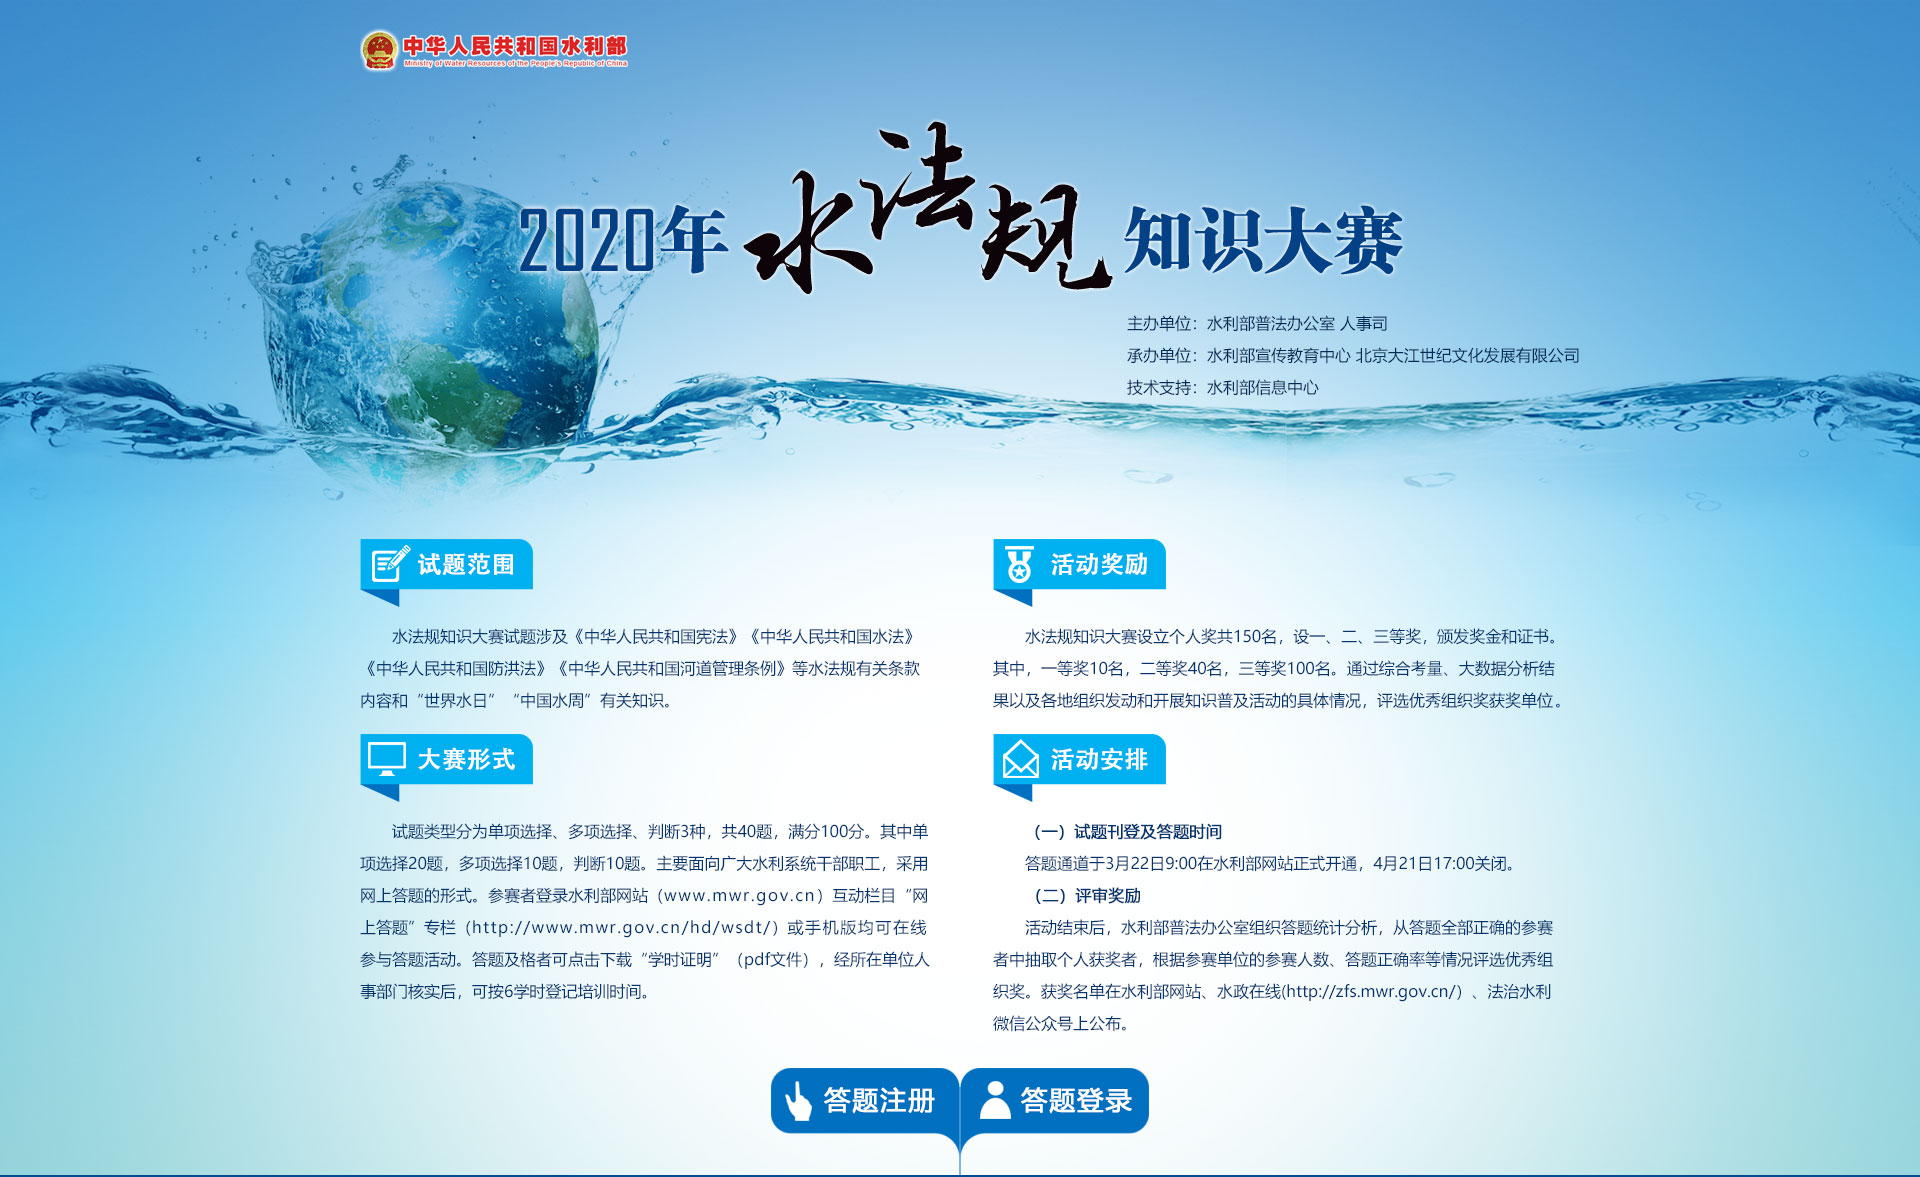 中华人民共和国水利部
Ministry of Water Resources of the People's Republic of China
2020年 水法规 知识大赛
主办单位：水利部普法办公室 人事司
承办单位：水利部宣传教育中心 北京大江世纪文化发展有限公司
技术支持：水利部信息中心
试题范围
水法规知识大赛试题涉及《中华人民共和国宪法》《中华人民共和国水法》
《中华人民共和国防洪法》《中华人民共和国河道管理条例》等水法规有关条款
内容和“世界水日”“中国水周”有关知识。
大赛形式
试题类型分为单项选择、多项选择、判断3种，共40题，满分100分。其中单
项选择20题，多项选择10题，判断10题。主要面向广大水利系统干部职工，采用
网上答题的形式。参赛者登录水利部网站（www.mwr.gov.cn）互动栏目“网
上答题”专栏（http://www.mwr.gov.cn/hd/wsdt/）或手机版均可在线
参与答题活动。答题及格者可点击下载“学时证明”（pdf文件），经所在单位人
事部门核实后，可按6学时登记培训时间。
活动奖励
水法规知识大赛设立个人奖共150名，设一、二、三等奖，颁发奖金和证书。
其中，一等奖10名，二等奖40名，三等奖100名。通过综合考量、大数据分析结
果以及各地组织发动和开展知识普及活动的具体情况，评选优秀组织奖获奖单位。
活动安排
（一）试题刊登及答题时间
答题通道于3月22日9:00在水利部网站正式开通，4月21日17:00关闭。
（二）评审奖励
活动结束后，水利部普法办公室组织答题统计分析，从答题全部正确的参赛
者中抽取个人获奖者，根据参赛单位的参赛人数、答题正确率等情况评选优秀组
织奖。获奖名单在水利部网站、水政在线(http://zfs.mwr.gov.cn/）、法治水利
微信公众号上公布。
答题注册
答题登录